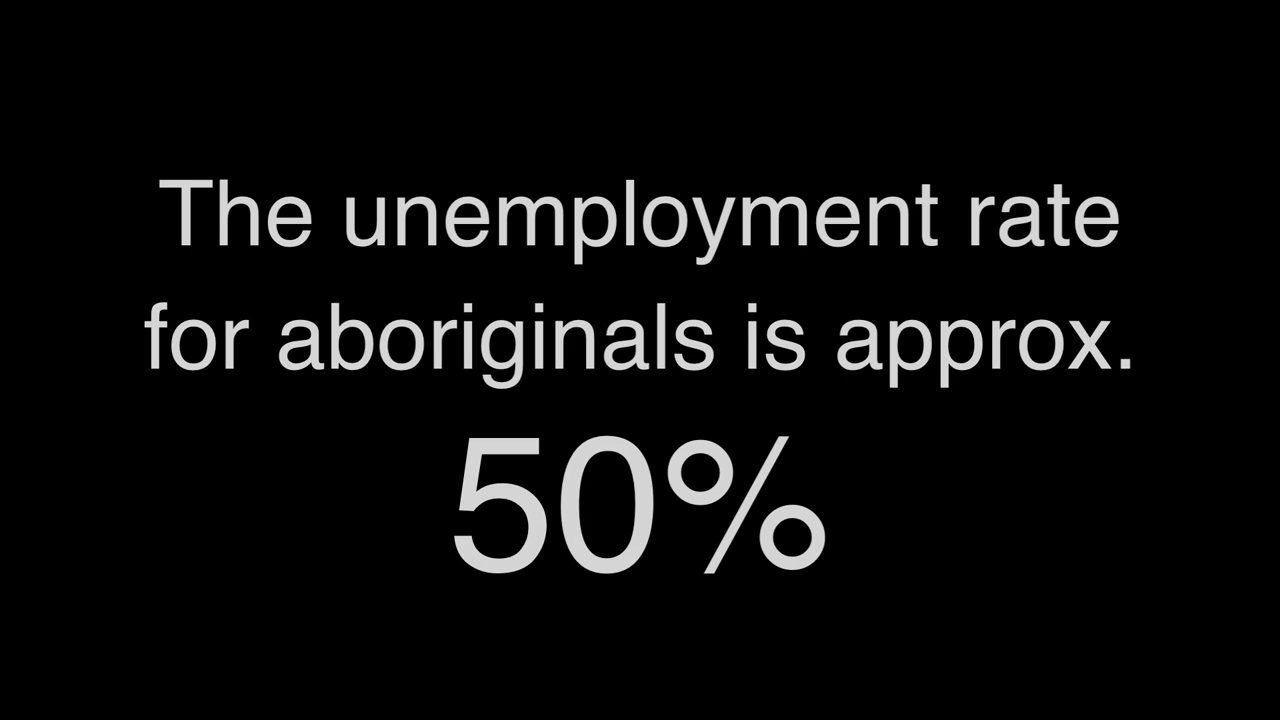 The unemployment rate
for aboriginals is approx.
50%